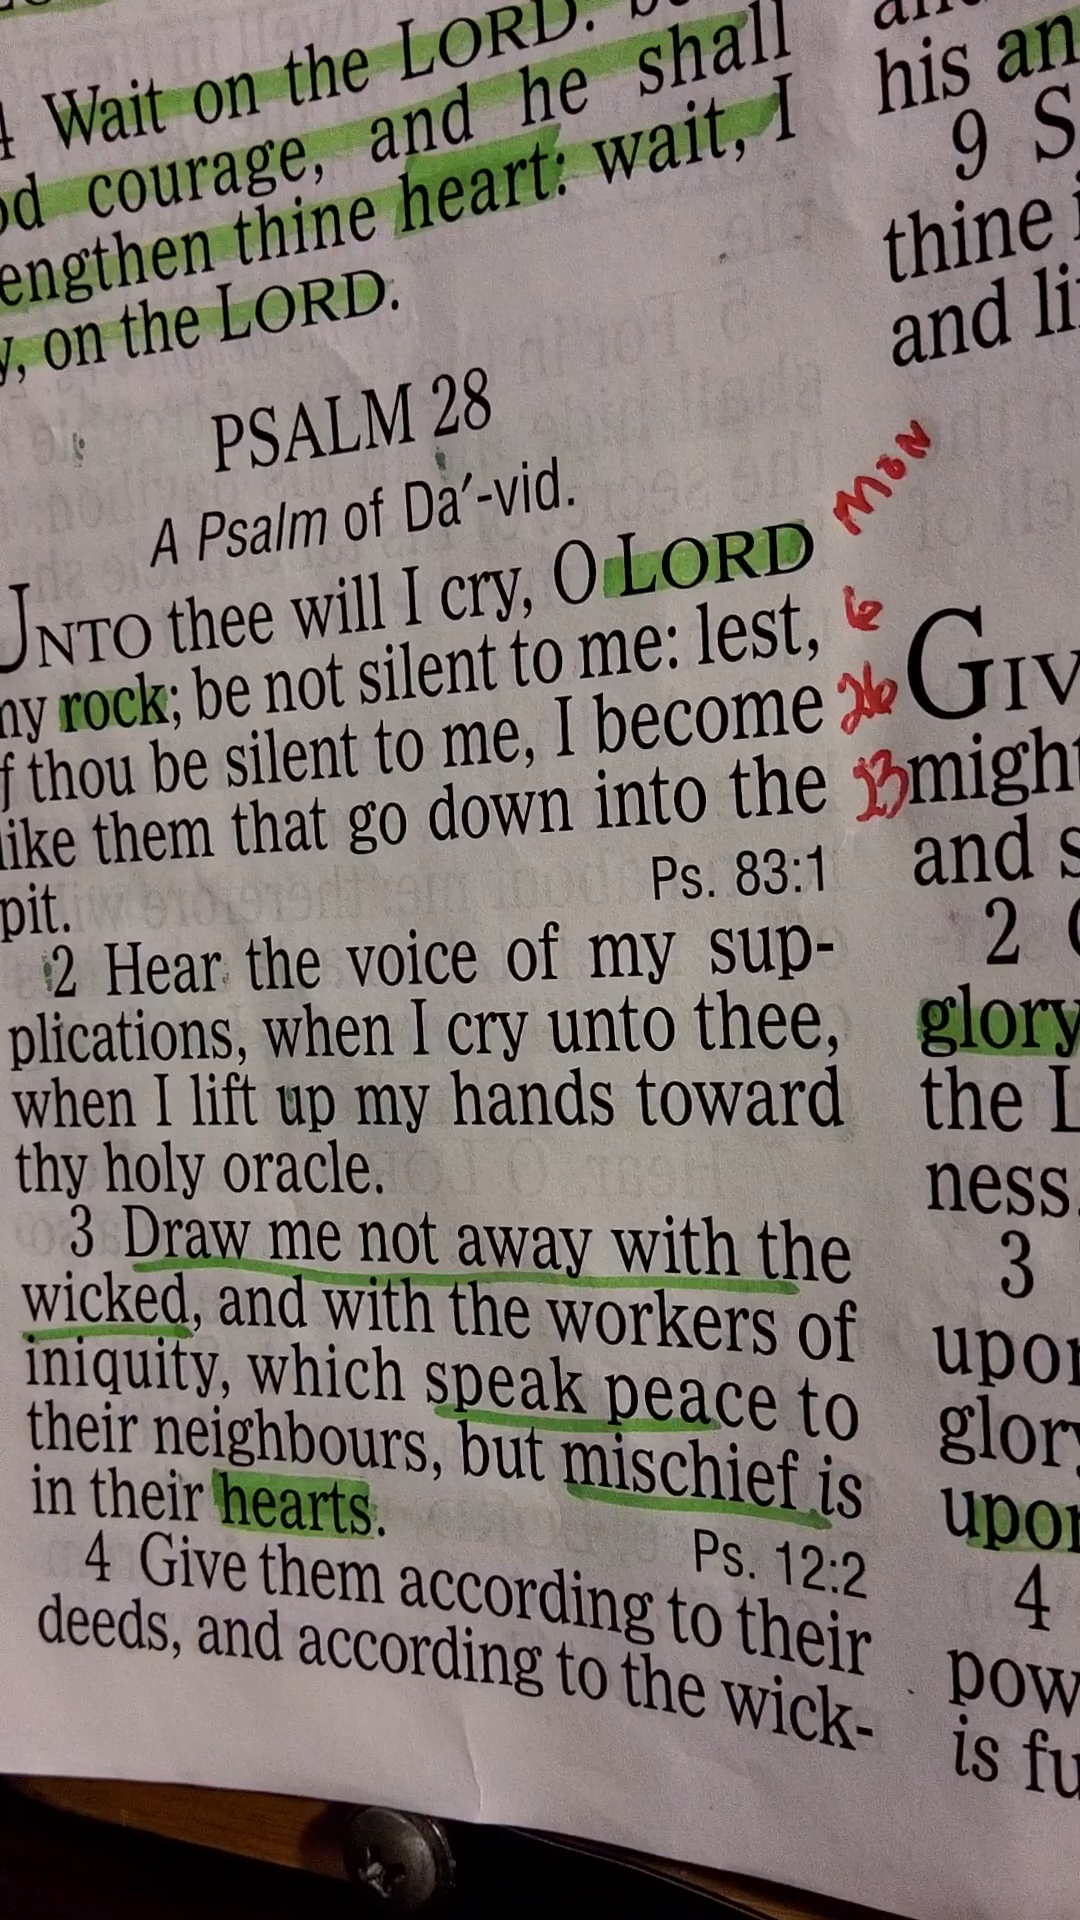 Wait on the LORD:
courage, and he shall
engthen thine heart: wait, I
y, on the LORD.
PSALM 28
A Psalm of Da′-vid.
UNTO thee will I cry, O LORD
my rock; be not silent to me: lest,
if thou be silent to me, I become
like them that go down into the
pit.
Ps. 83:1
2 Hear the voice of my sup-
plications, when I cry unto thee,
when I lift up my hands toward
thy holy oracle.
3 Draw me not away with the
wicked, and with the workers of
iniquity, which speak peace to
their neighbours, but mischief is
in their hearts.
Ps. 12:2
4 Give them according to their
deeds, and according to the wick-
MON
26
13
his an
9 S
thine i
and li
GIV
might
and s
2
glory
the L
ness.
3
upon
glory
upon
4
pow
is fu